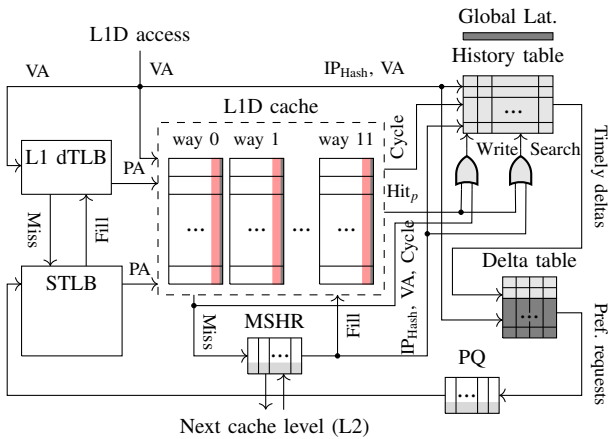 Global Lat.
L1D access
History table
VA
VA
IP_Hash, VA
L1D cache
way 0
way 1
way 11
Cycle
...
Write
Search
L1 dTLB
PA
Hit_p
Timely deltas
Miss
Fill
...
...
...
STLB
PA
IP_Hash, VA, Cycle
Delta table
...
Miss
MSHR
Fill
...
Pref. requests
PQ
...
Next cache level (L2)